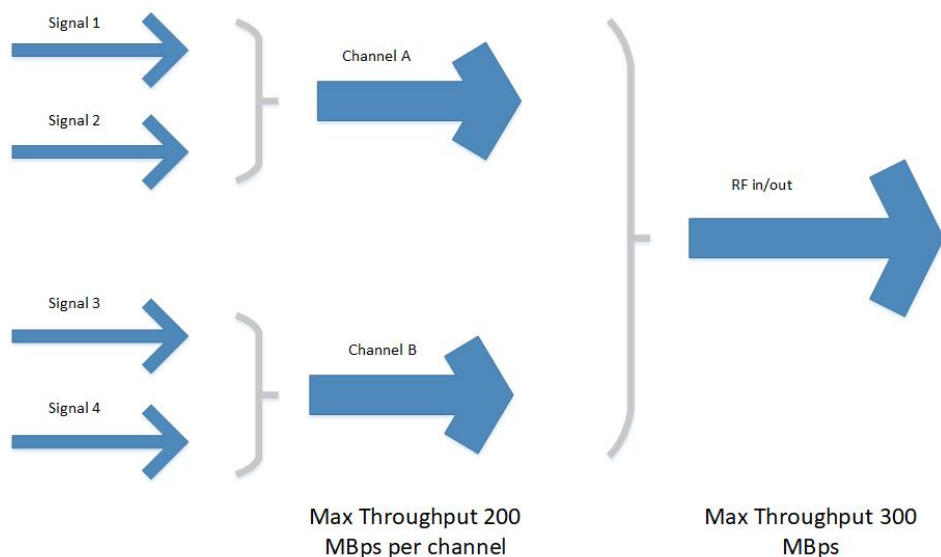 Signal 1
Signal 2
Channel A
Signal 3
Signal 4
Channel B
RF in/out
Max Throughput 200
MBps per channel
Max Throughput 300
MBps